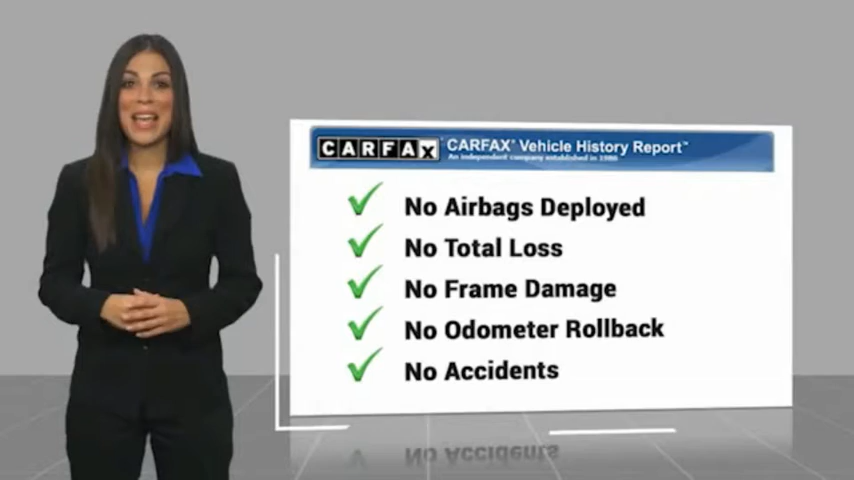 CARFAX CARFAX® Vehicle History Report™
An independent company established in 1986
No Airbags Deployed
No Total Loss
No Frame Damage
No Odometer Rollback
No Accidents
No Accidents